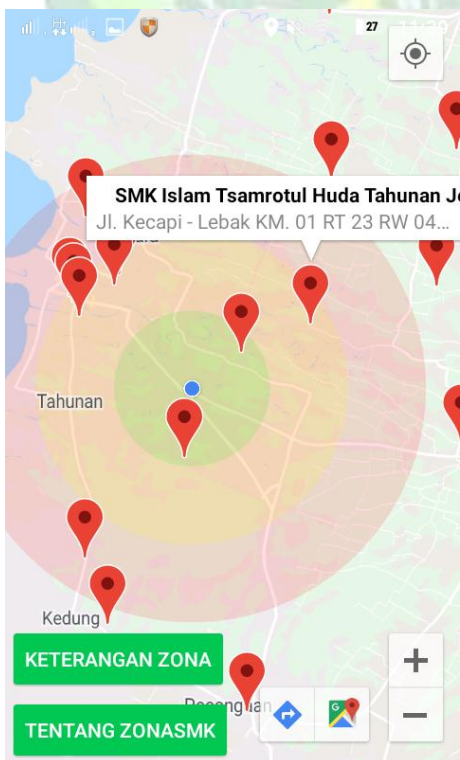 27
SMK Islam Tsamrotul Huda Tahunan
Jl. Kecapi - Lebak KM. 01 RT 23 RW 04...
Tahunan
Kedung
KETERANGAN ZONA
TENTANG ZONASMK
+
−